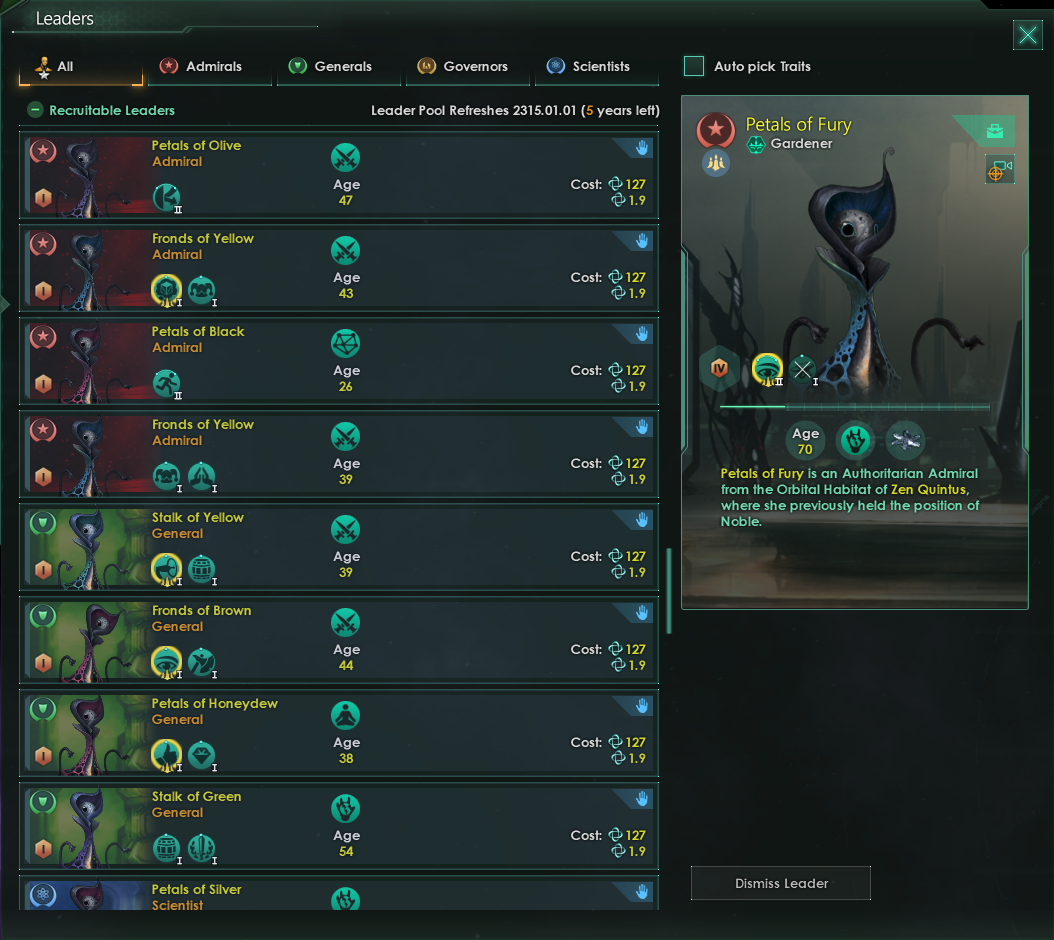 Leaders
All
Admirals
Generals
Governors
Scientists
Auto pick Traits
Recruitable Leaders
Leader Pool Refreshes 2315.01.01 (5 years left)
Petals of Olive
Admiral
I
II
Age
47
Cost: 127
1.9
Fronds of Yellow
Admiral
I
I
I
Age
43
Cost: 127
1.9
Petals of Black
Admiral
I
II
Age
26
Cost: 127
1.9
Fronds of Yellow
Admiral
I
I
I
Age
39
Cost: 127
1.9
Stalk of Yellow
General
I
I
I
Age
39
Cost: 127
1.9
Fronds of Brown
General
I
I
I
Age
44
Cost: 127
1.9
Petals of Honeydew
General
I
I
I
Age
38
Cost: 127
1.9
Stalk of Green
General
I
I
I
Age
54
Cost: 127
1.9
Petals of Silver
Scientist
Petals of Fury
Gardener
IV
II
I
Age
70
Petals of Fury is an Authoritarian Admiral
from the Orbital Habitat of Zen Quintus,
where she previously held the position of
Noble.
Dismiss Leader